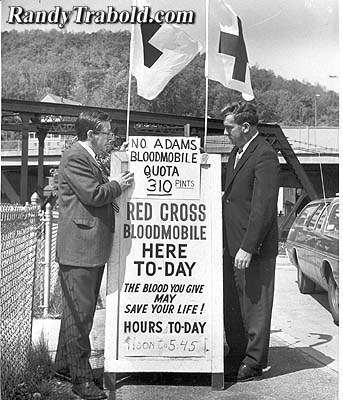 RandyTrabold.com
NO. ADAMS
BLOODMOBILE
QUOTA
310 PINTS
RED CROSS
BLOODMOBILE
HERE
TO-DAY
THE BLOOD YOU GIVE
MAY
SAVE YOUR LIFE!
HOURS TO-DAY
NOON to 5:45